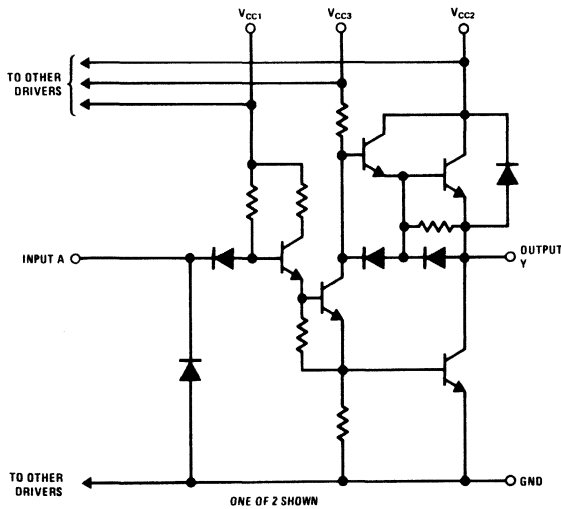 VCC1
VCC3
VCC2
TO OTHER
DRIVERS
INPUT A
OUTPUT
Y
TO OTHER
DRIVERS
GND
ONE OF 2 SHOWN